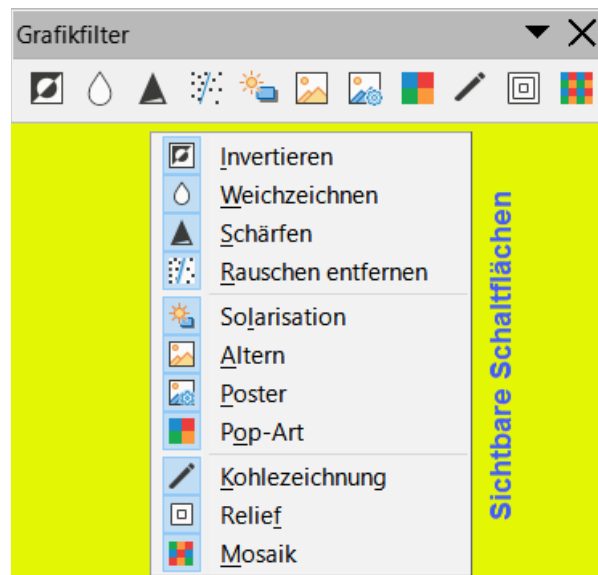 Grafikfilter
Invertieren
Weichzeichnen
Schärfen
Rauschen entfernen
Solarisation
Altern
Poster
Pop-Art
Kohlezeichnung
Relief
Mosaik
Sichtbare Schaltflächen